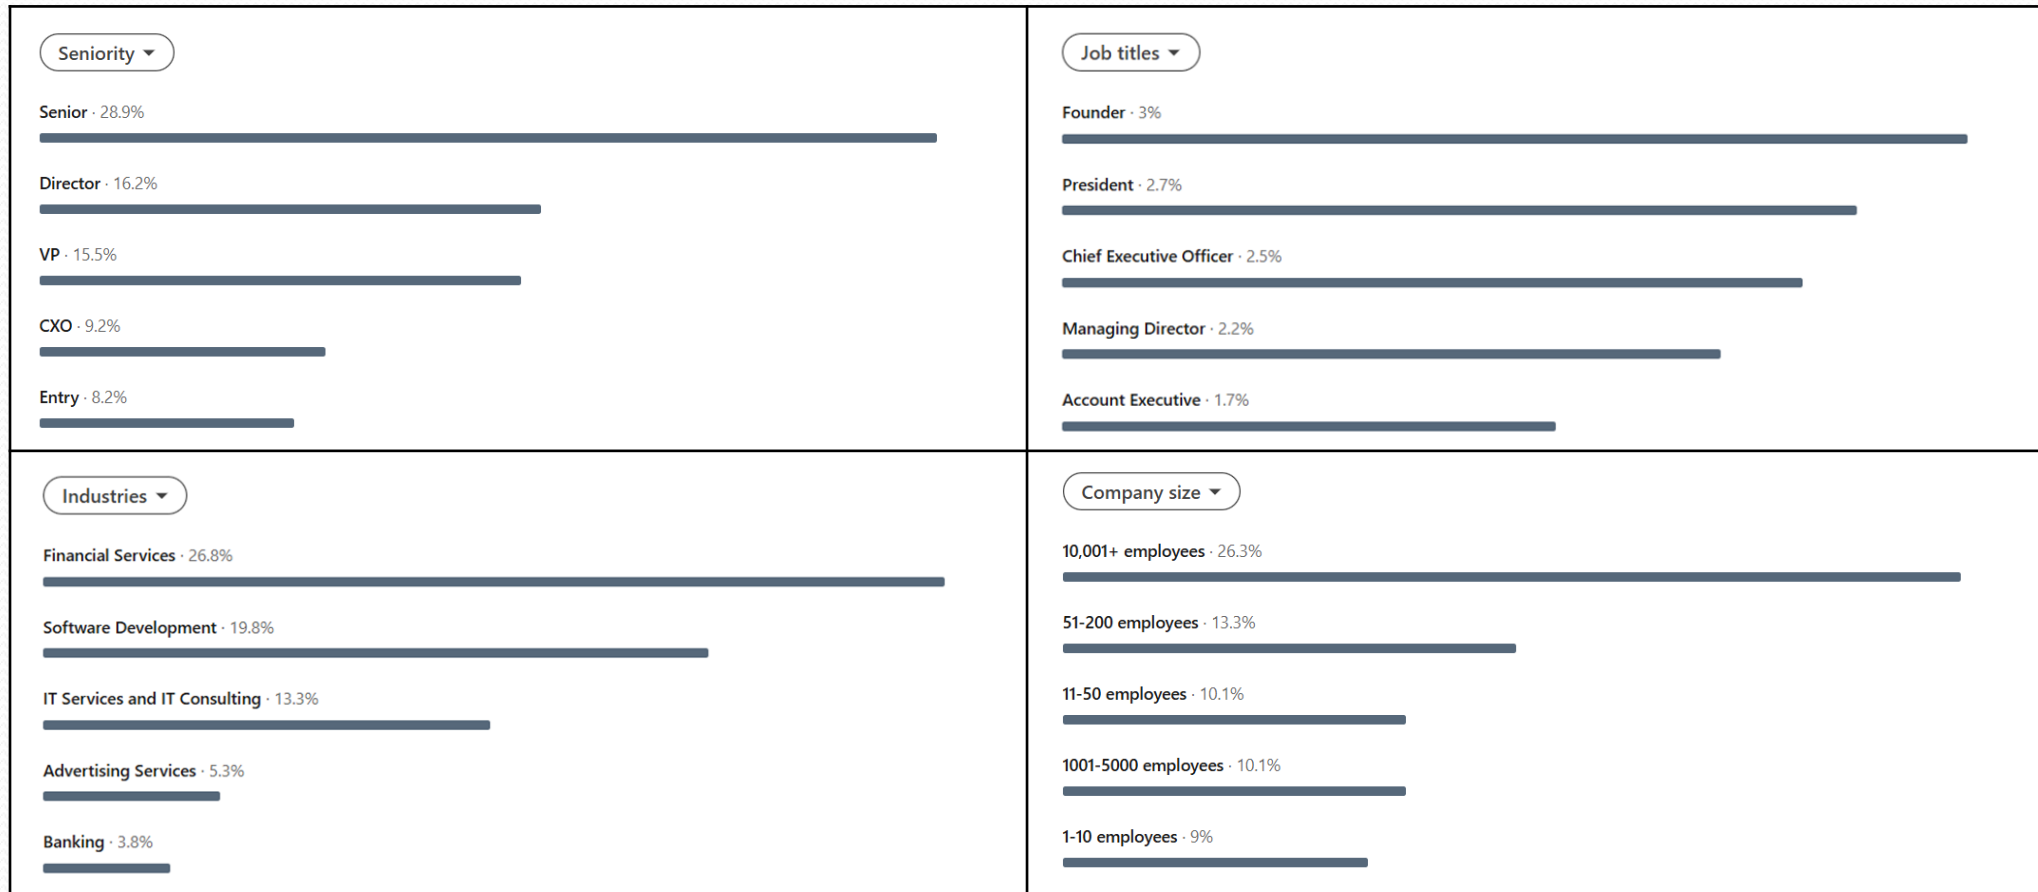 Seniority
Senior · 28.9%
Director · 16.2%
VP · 15.5%
CXO · 9.2%
Entry · 8.2%
Job titles
Founder · 3%
President · 2.7%
Chief Executive Officer · 2.5%
Managing Director · 2.2%
Account Executive · 1.7%
Industries
Financial Services · 26.8%
Software Development · 19.8%
IT Services and IT Consulting · 13.3%
Advertising Services · 5.3%
Banking · 3.8%
Company size
10,001+ employees · 26.3%
51-200 employees · 13.3%
11-50 employees · 10.1%
1001-5000 employees · 10.1%
1-10 employees · 9%